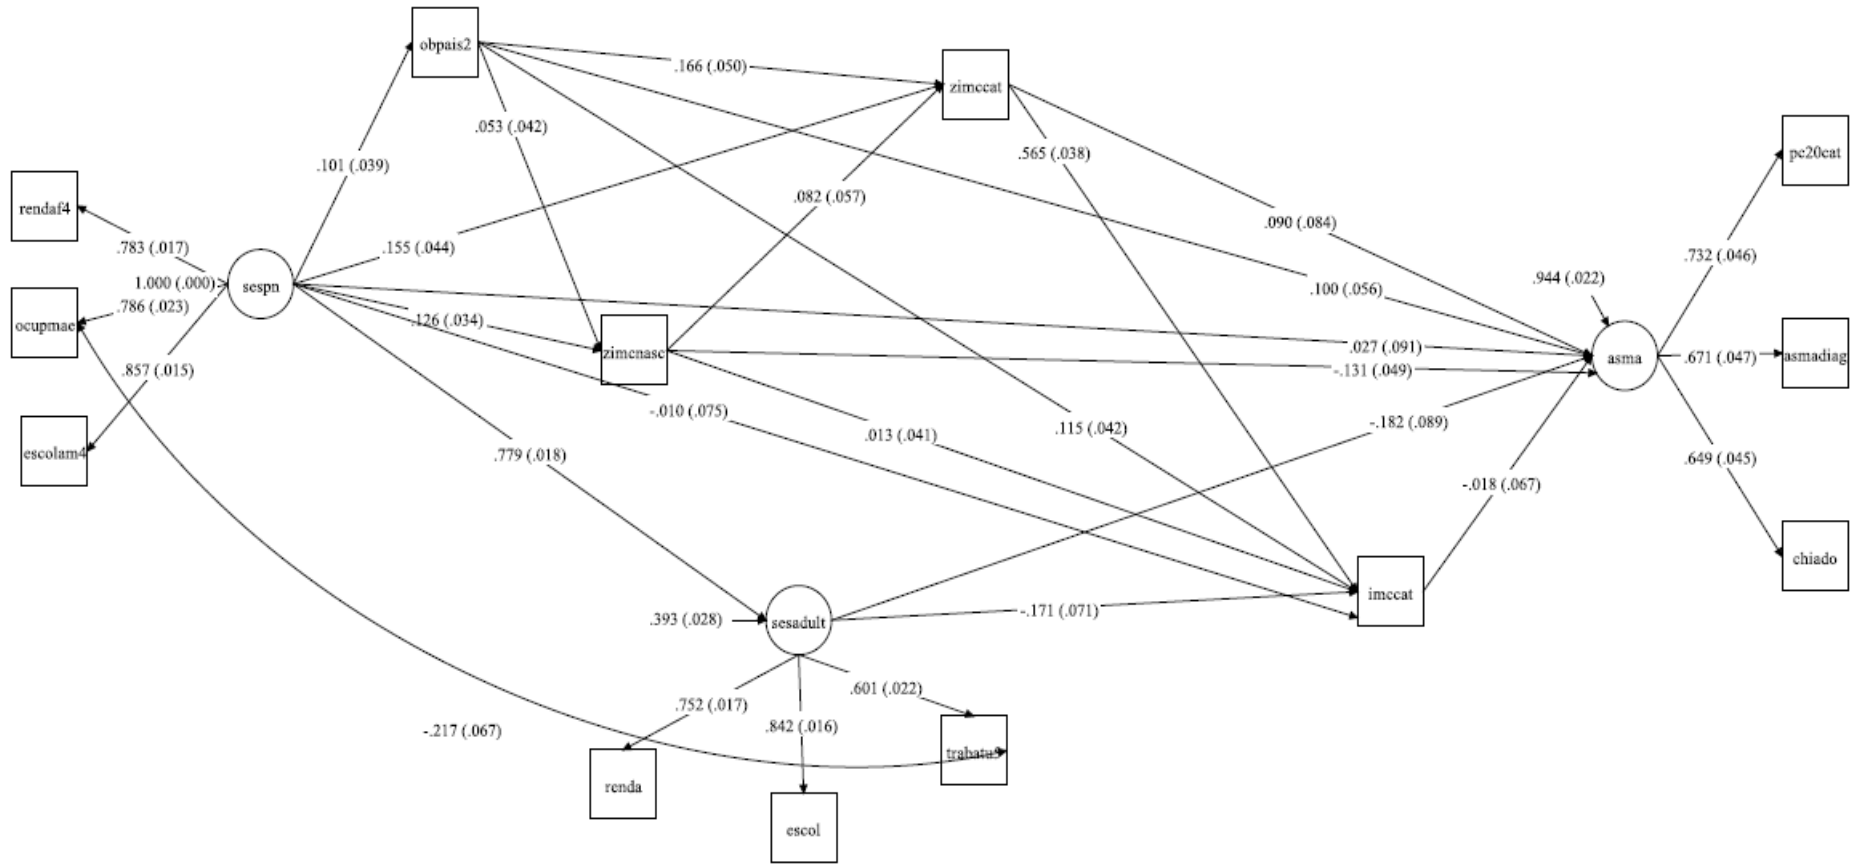 obpais2
.166 (.050)
zimccat
.053 (.042)
.565 (.038)
pc20cat
.101 (.039)
.082 (.057)
rendaf4
.090 (.084)
.783 (.017)
.155 (.044)
.732 (.046)
1.000 (.000)
sespn
.944 (.022)
.100 (.056)
.786 (.023)
ocupmae
.126 (.034)
zimcnasc
.027 (.091)
asma
.671 (.047)
asmadiag
.857 (.015)
-.131 (.049)
-.010 (.075)
.013 (.041)
.115 (.042)
-.182 (.089)
escolam4
.779 (.018)
.649 (.045)
-.018 (.067)
chiado
imccat
.393 (.028)
sesadult
-.171 (.071)
.601 (.022)
.752 (.017)
.842 (.016)
-.217 (.067)
renda
escol